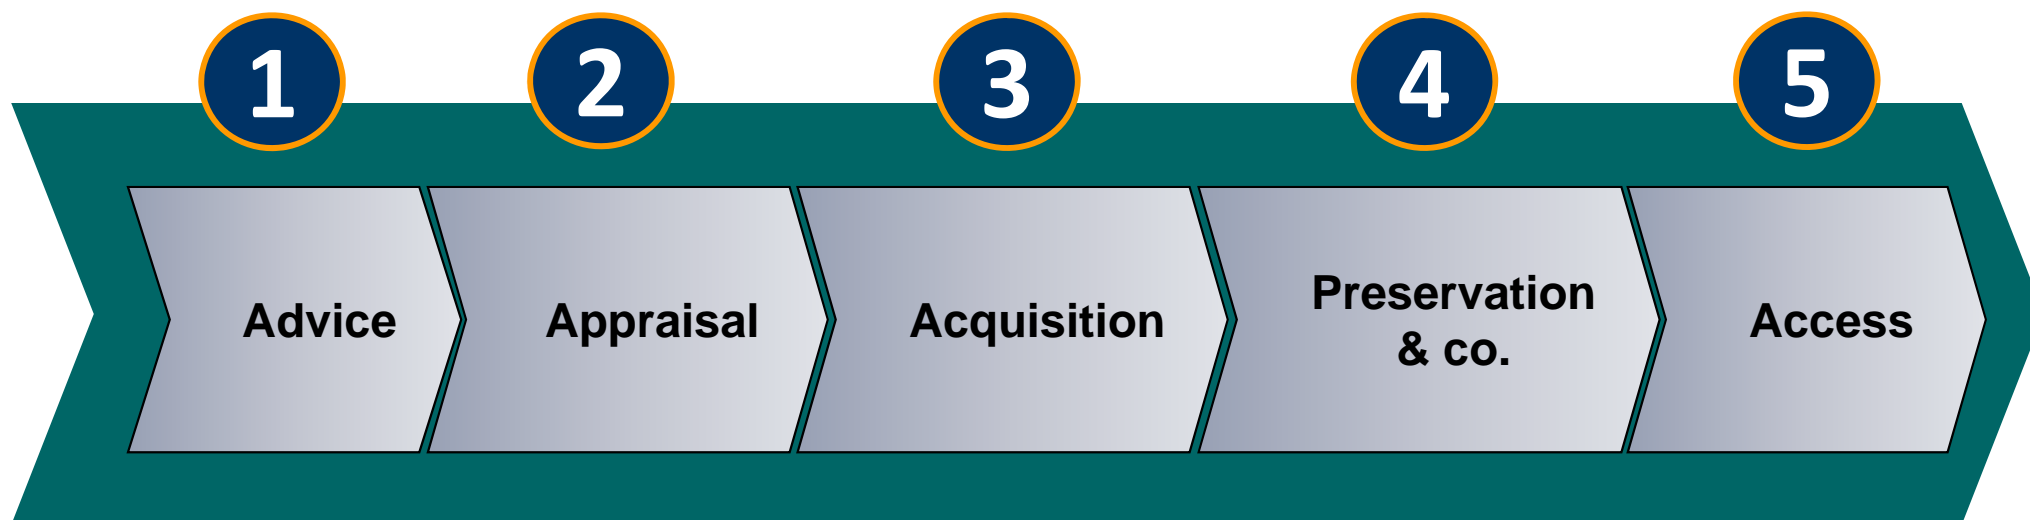 1
2
3
4
5
Advice
Appraisal
Acquisition
Preservation
& co.
Access